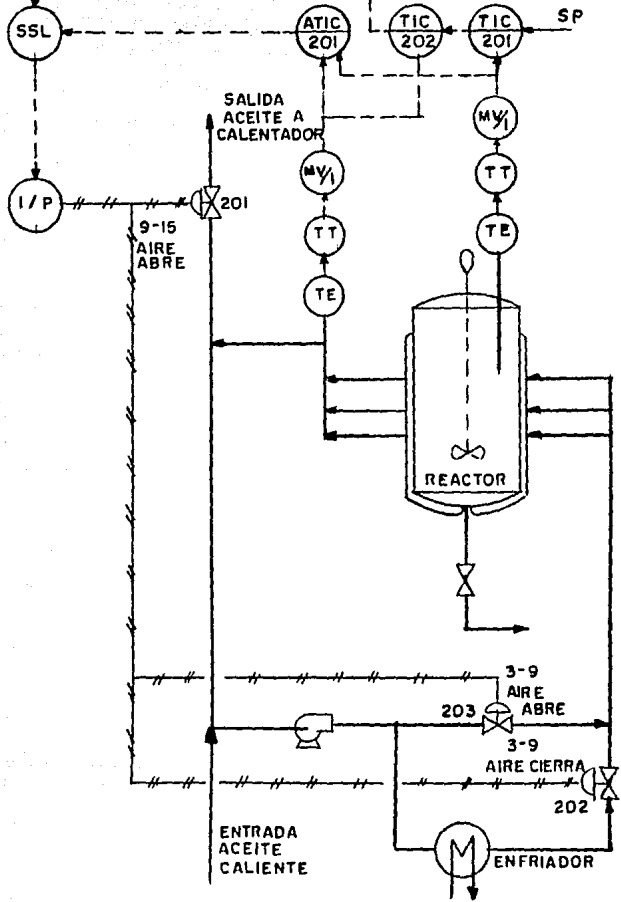 SP
SSL
ATIC
201
TIC
202
TIC
201
SALIDA
ACEITE A
CALENTADOR
MV/I
MV/I
TT
I/P
201
9-15
AIRE
ABRE
TT
TE
TE
REACTOR
3-9
AIRE
ABRE
203
3-9
AIRE CIERRA
202
ENTRADA
ACEITE
CALIENTE
ENFRIADOR